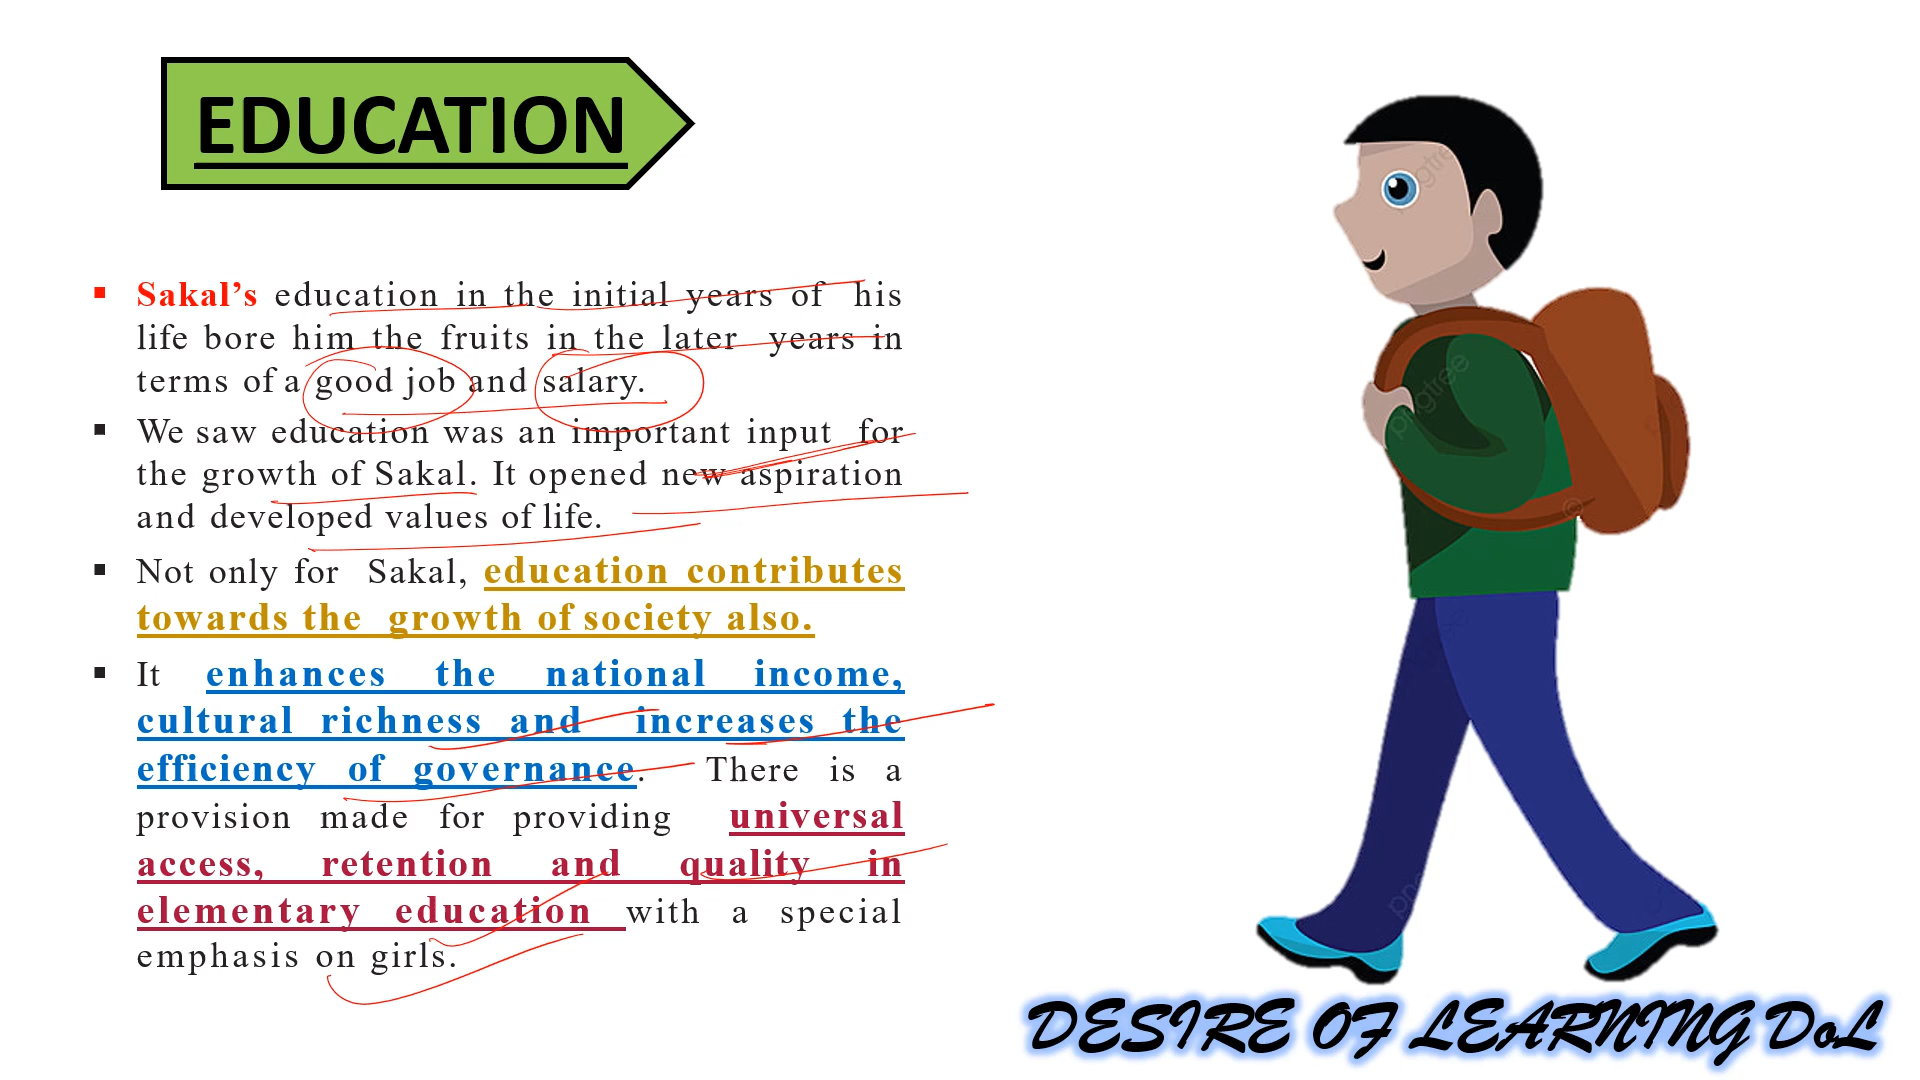 EDUCATION
▪ Sakal’s education in the initial years of his
life bore him the fruits in the later years in
terms of a good job and salary.
▪ We saw education was an important input for
the growth of Sakal. It opened new aspiration
and developed values of life.
▪ Not only for Sakal, education contributes
towards the growth of society also.
▪ It enhances the national income,
cultural richness and increases the
efficiency of governance. There is a
provision made for providing universal
access, retention and quality in
elementary education with a special
emphasis on girls.
pngtree
pngtree
DESIRE OF LEARNING DoL